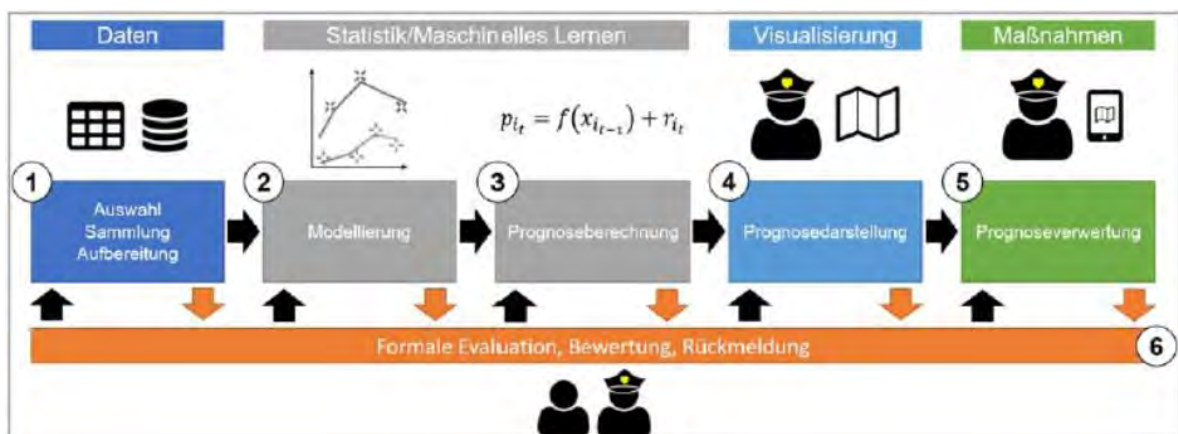 Daten
Statistik/Maschinelles Lernen
Visualisierung
Maßnahmen
p_{i_t} = f(x_{i_{t-1}}) + r_{i_t}
1
Auswahl
Sammlung
Aufbereitung
2
Modellierung
3
Prognoseberechnung
4
Prognosedarstellung
5
Prognoseverwertung
Formale Evaluation, Bewertung, Rückmeldung
6